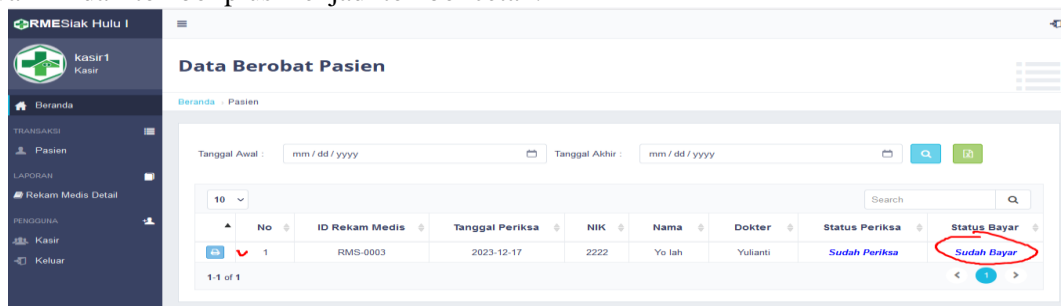 RMESiak Hulu I
kasir1
Kasir
Data Berobat Pasien
Beranda
Beranda > Pasien
TRANSAKSI
Pasien
Tanggal Awal :
mm / dd / yyyy
Tanggal Akhir :
mm / dd / yyyy
LAPORAN
Rekam Medis Detail
10
Search
PENGGUNA
Kasir
Keluar
No
ID Rekam Medis
Tanggal Periksa
NIK
Nama
Dokter
Status Periksa
Status Bayar
1
RMS-0003
2023-12-17
2222
Yo lah
Yulianti
Sudah Periksa
Sudah Bayar
1-1 of 1
< 1 >